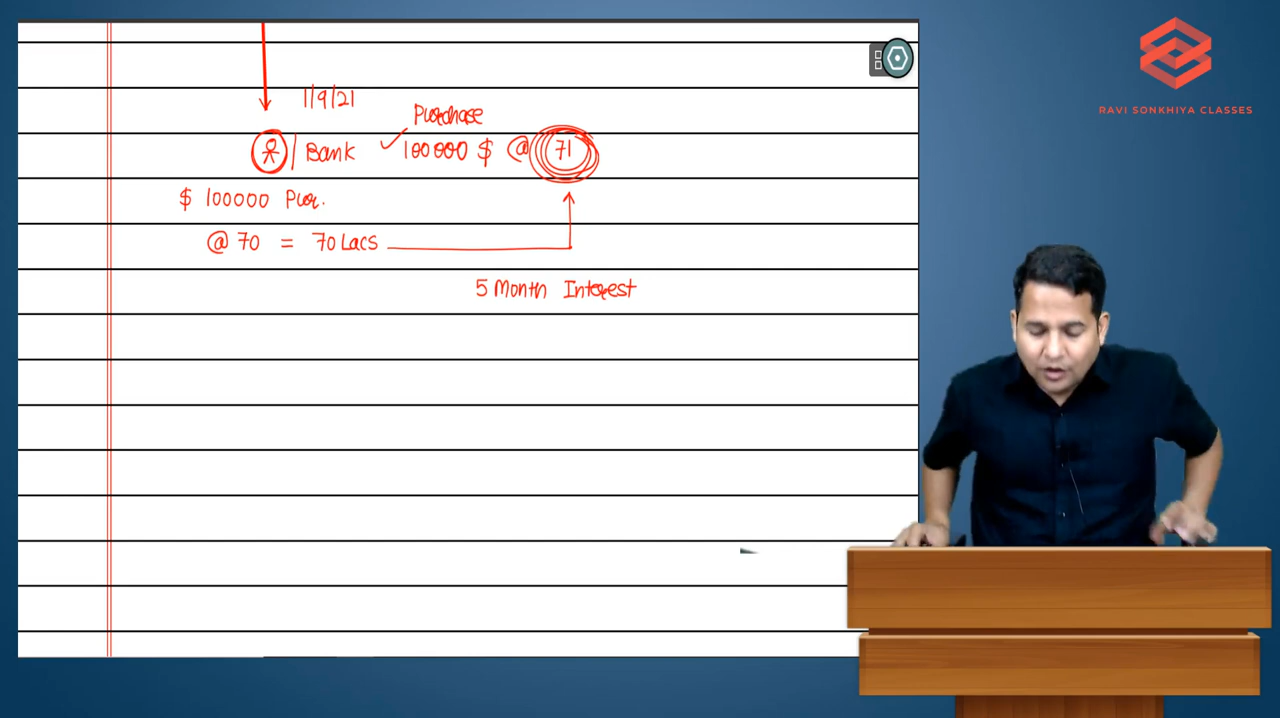 1/9/21
Purchase
Bank ✓ 100000 $ @ 71
$ 100000 Pur.
@ 70 = 70 Lacs
5 Month Interest
RAVI SONKHIYA CLASSES